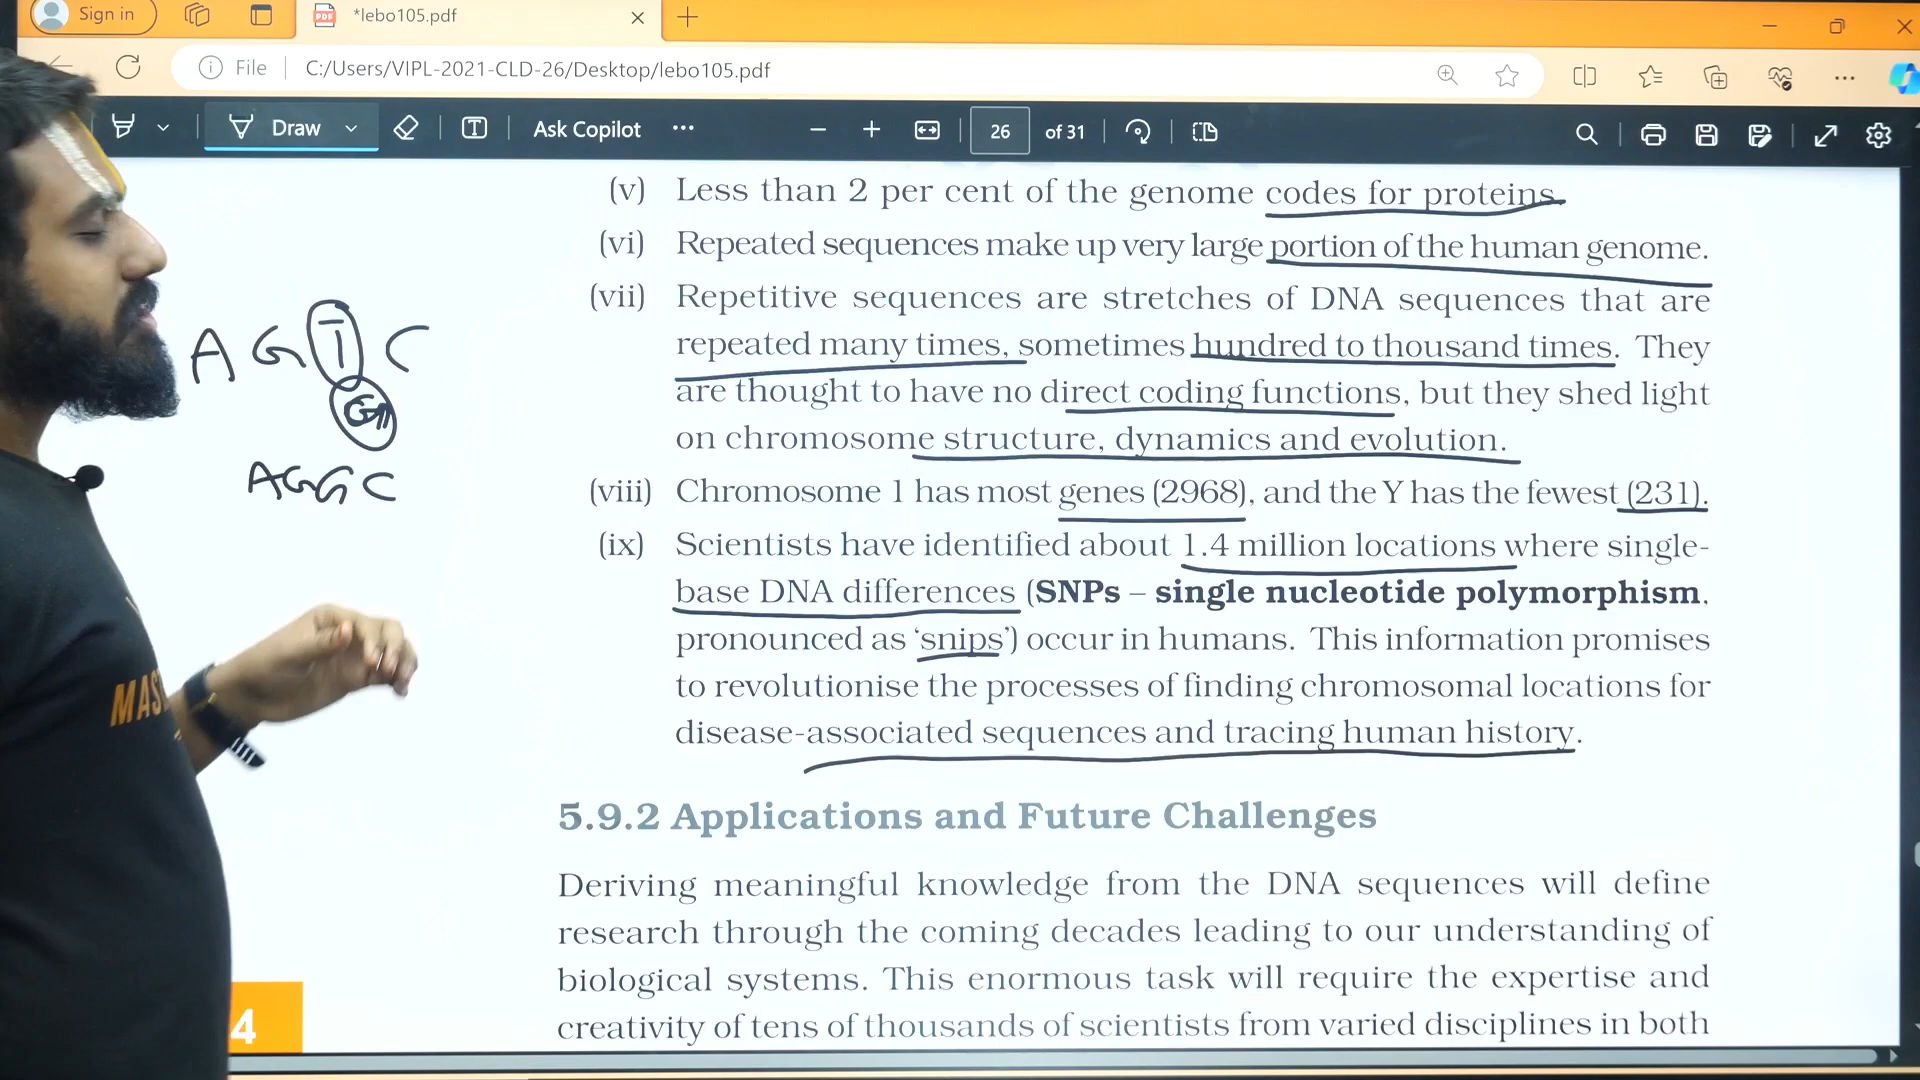 Sign in
*lebo105.pdf
File
C:/Users/VIPL-2021-CLD-26/Desktop/lebo105.pdf
Draw
Ask Copilot
26 of 31
(v) Less than 2 per cent of the genome codes for proteins.
(vi) Repeated sequences make up very large portion of the human genome.
(vii) Repetitive sequences are stretches of DNA sequences that are
repeated many times, sometimes hundred to thousand times. They
are thought to have no direct coding functions, but they shed light
on chromosome structure, dynamics and evolution.
(viii) Chromosome 1 has most genes (2968), and the Y has the fewest (231).
(ix) Scientists have identified about 1.4 million locations where single-
base DNA differences (SNPs – single nucleotide polymorphism,
pronounced as ‘snips’) occur in humans. This information promises
to revolutionise the processes of finding chromosomal locations for
disease-associated sequences and tracing human history.
A G T C
AGGC
5.9.2 Applications and Future Challenges
Deriving meaningful knowledge from the DNA sequences will define
research through the coming decades leading to our understanding of
biological systems. This enormous task will require the expertise and
creativity of tens of thousands of scientists from varied disciplines in both
4